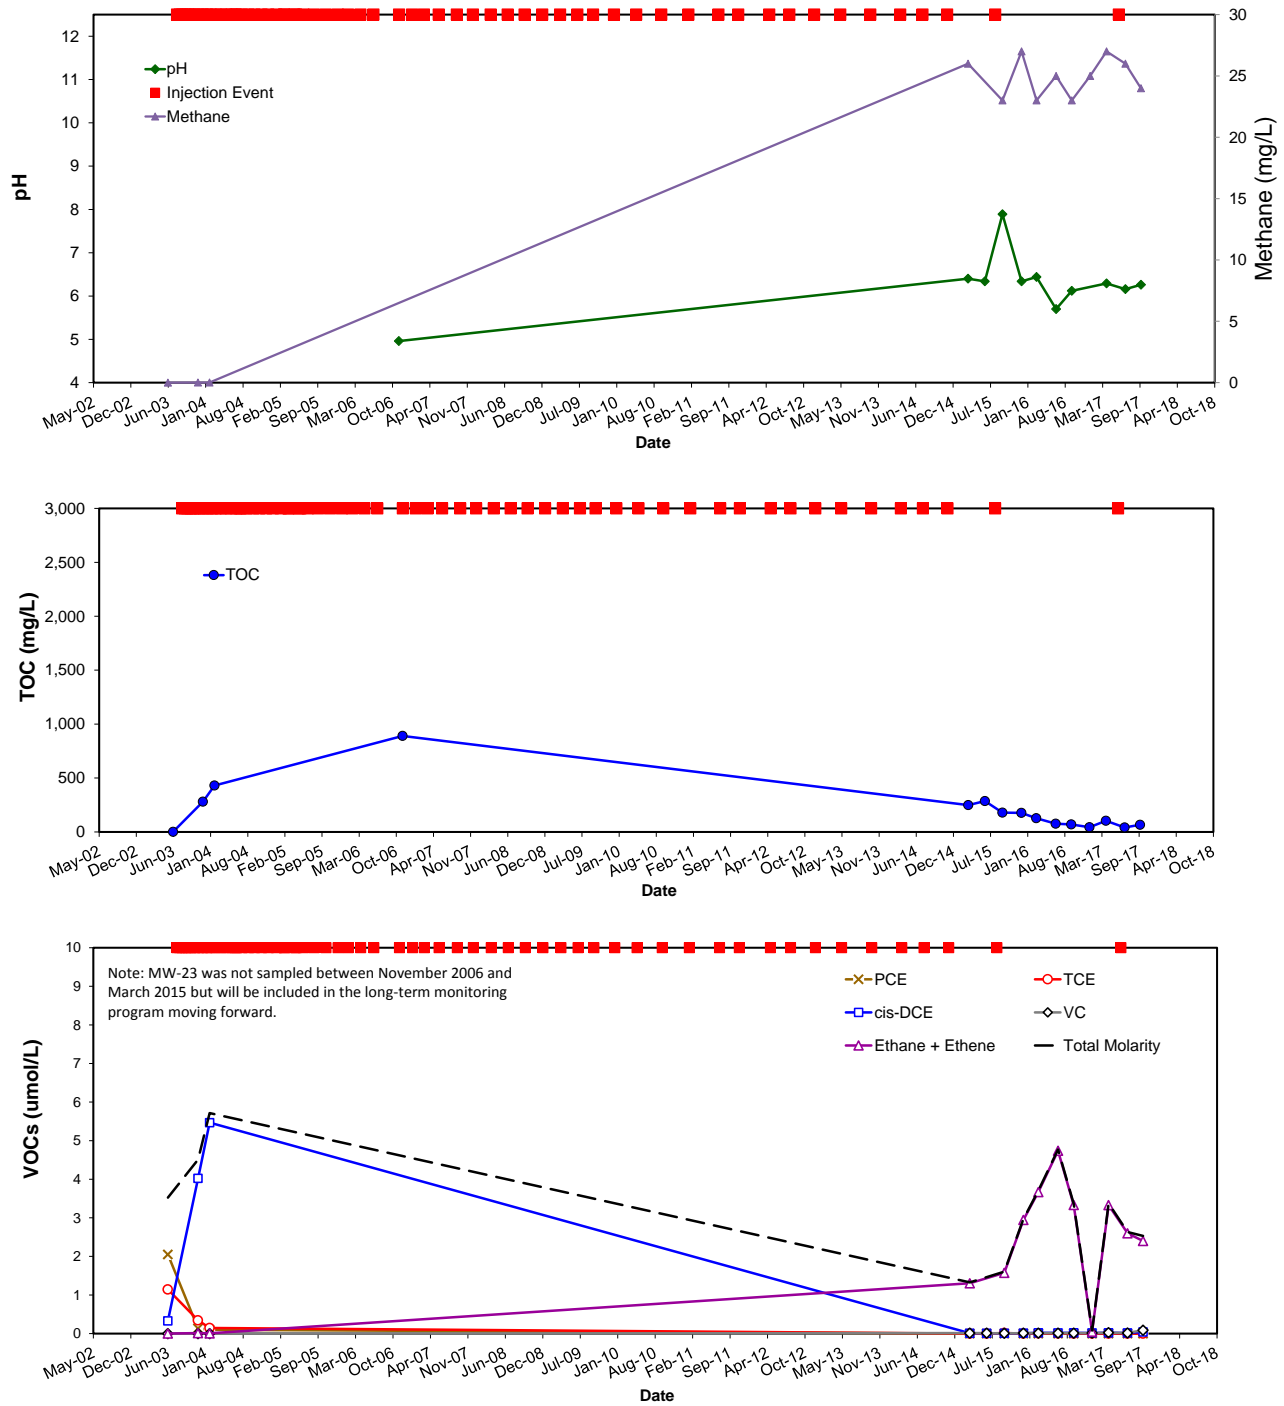 12
11
10
9
8
7
6
5
4
pH
30
25
20
15
10
5
0
Methane (mg/L)
pH
Injection Event
Methane
May-02 Dec-02 Jun-03 Jan-04 Aug-04 Feb-05 Sep-05 Mar-06 Oct-06 Apr-07 Nov-07 Jun-08 Dec-08 Jul-09 Jan-10 Aug-10 Feb-11 Sep-11 Apr-12 Oct-12 May-13 Nov-13 Jun-14 Dec-14 Jul-15 Jan-16 Aug-16 Mar-17 Sep-17 Apr-18 Oct-18
Date
3,000
2,500
2,000
1,500
1,000
500
0
TOC (mg/L)
TOC
May-02 Dec-02 Jun-03 Jan-04 Aug-04 Feb-05 Sep-05 Mar-06 Oct-06 Apr-07 Nov-07 Jun-08 Dec-08 Jul-09 Jan-10 Aug-10 Feb-11 Sep-11 Apr-12 Oct-12 May-13 Nov-13 Jun-14 Dec-14 Jul-15 Jan-16 Aug-16 Mar-17 Sep-17 Apr-18 Oct-18
Date
10
9
8
7
6
5
4
3
2
1
0
VOCs (umol/L)
Note: MW-23 was not sampled between November 2006 and
March 2015 but will be included in the long-term monitoring
program moving forward.
PCE TCE
cis-DCE VC
Ethane + Ethene Total Molarity
May-02 Dec-02 Jun-03 Jan-04 Aug-04 Feb-05 Sep-05 Mar-06 Oct-06 Apr-07 Nov-07 Jun-08 Dec-08 Jul-09 Jan-10 Aug-10 Feb-11 Sep-11 Apr-12 Oct-12 May-13 Nov-13 Jun-14 Dec-14 Jul-15 Jan-16 Aug-16 Mar-17 Sep-17 Apr-18 Oct-18
Date